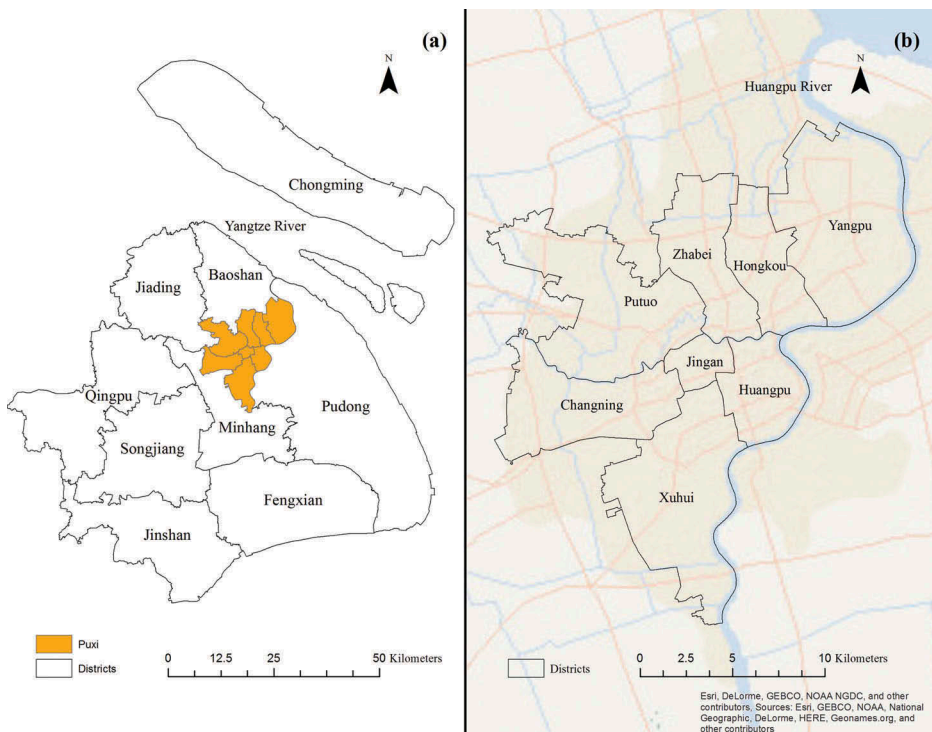 (a)
N
Chongming
Yangtze River
Baoshan
Jiading
Qingpu
Pudong
Minhang
Songjiang
Fengxian
Jinshan
Puxi
Districts
0 12.5 25 50 Kilometers
(b)
N
Huangpu River
Yangpu
Zhabei
Hongkou
Putuo
Jingan
Huangpu
Changning
Xuhui
Districts
0 2.5 5 10 Kilometers
Esri, DeLorme, GEBCO, NOAA NGDC, and other
contributors, Sources: Esri, GEBCO, NOAA, National
Geographic, DeLorme, HERE, Geonames.org, and
other contributors